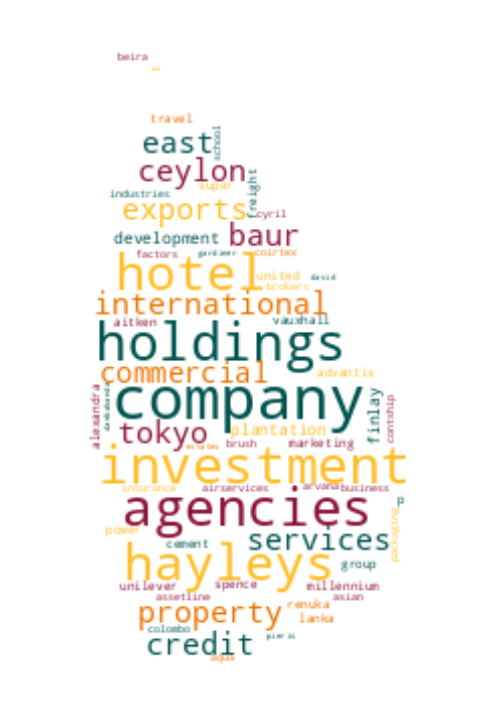 beira
travel
east
school
ceylon
super
freight
industries
exports
cyril
development
baur
factors
gardiner
coirtex
hotel
united
david
brokers
international
aitken
vauxhall
holdings
commercial
advantis
alexandra
company
finlay
contship
tokyo
plantation
estates
brush
marketing
investment
insurance
airservices
arvana
business
agencies
p
packaging
power
cement
services
hayleys
group
unilever
spence
millennium
assetline
asian
property
renuka
lanka
colombo
pieris
credit
aqua